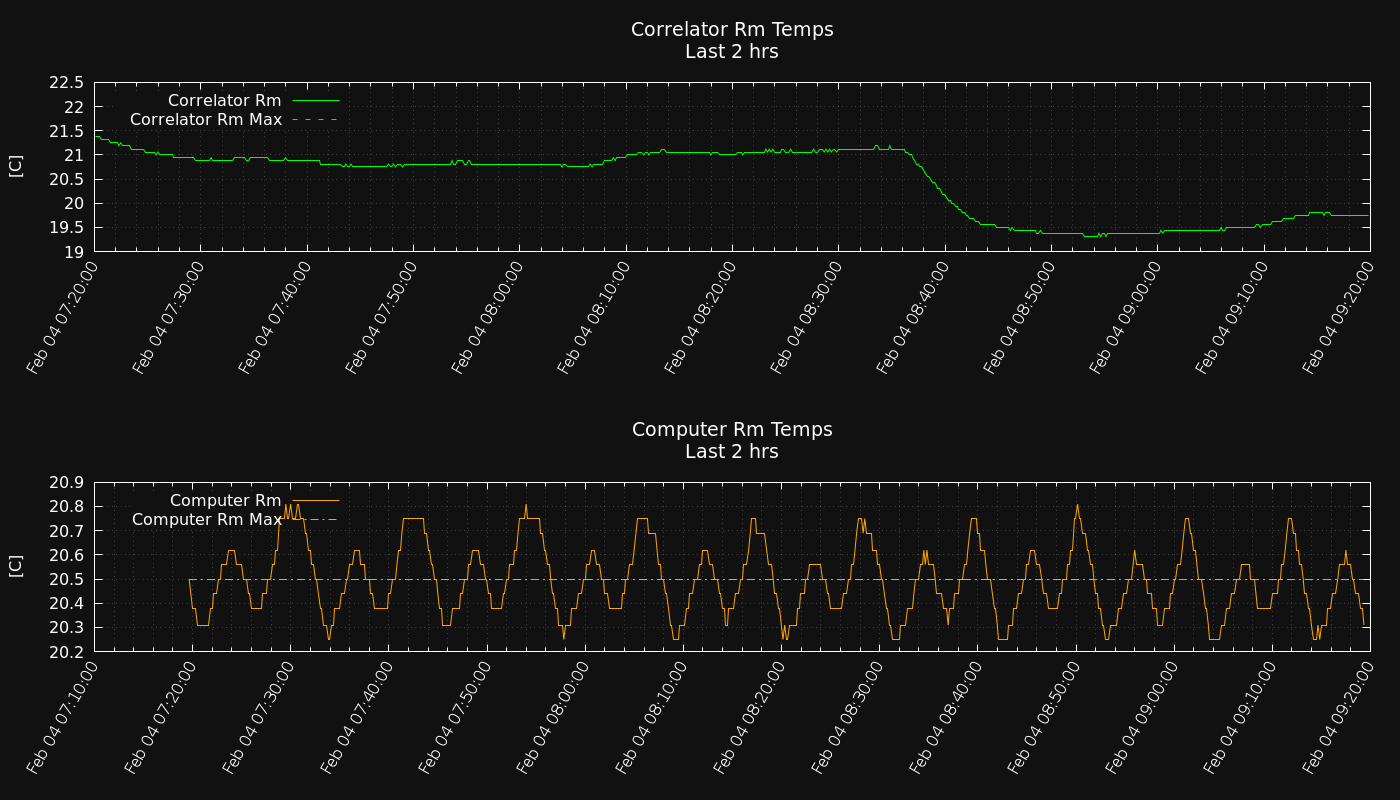 Correlator Rm Temps
Last 2 hrs
22.5
22
21.5
21
20.5
20
19.5
19
[C]
Correlator Rm
Correlator Rm Max
Feb 04 07:20:00
Feb 04 07:30:00
Feb 04 07:40:00
Feb 04 07:50:00
Feb 04 08:00:00
Feb 04 08:10:00
Feb 04 08:20:00
Feb 04 08:30:00
Feb 04 08:40:00
Feb 04 08:50:00
Feb 04 09:00:00
Feb 04 09:10:00
Feb 04 09:20:00
Computer Rm Temps
Last 2 hrs
20.9
20.8
20.7
20.6
20.5
20.4
20.3
20.2
[C]
Computer Rm
Computer Rm Max
Feb 04 07:10:00
Feb 04 07:20:00
Feb 04 07:30:00
Feb 04 07:40:00
Feb 04 07:50:00
Feb 04 08:00:00
Feb 04 08:10:00
Feb 04 08:20:00
Feb 04 08:30:00
Feb 04 08:40:00
Feb 04 08:50:00
Feb 04 09:00:00
Feb 04 09:10:00
Feb 04 09:20:00